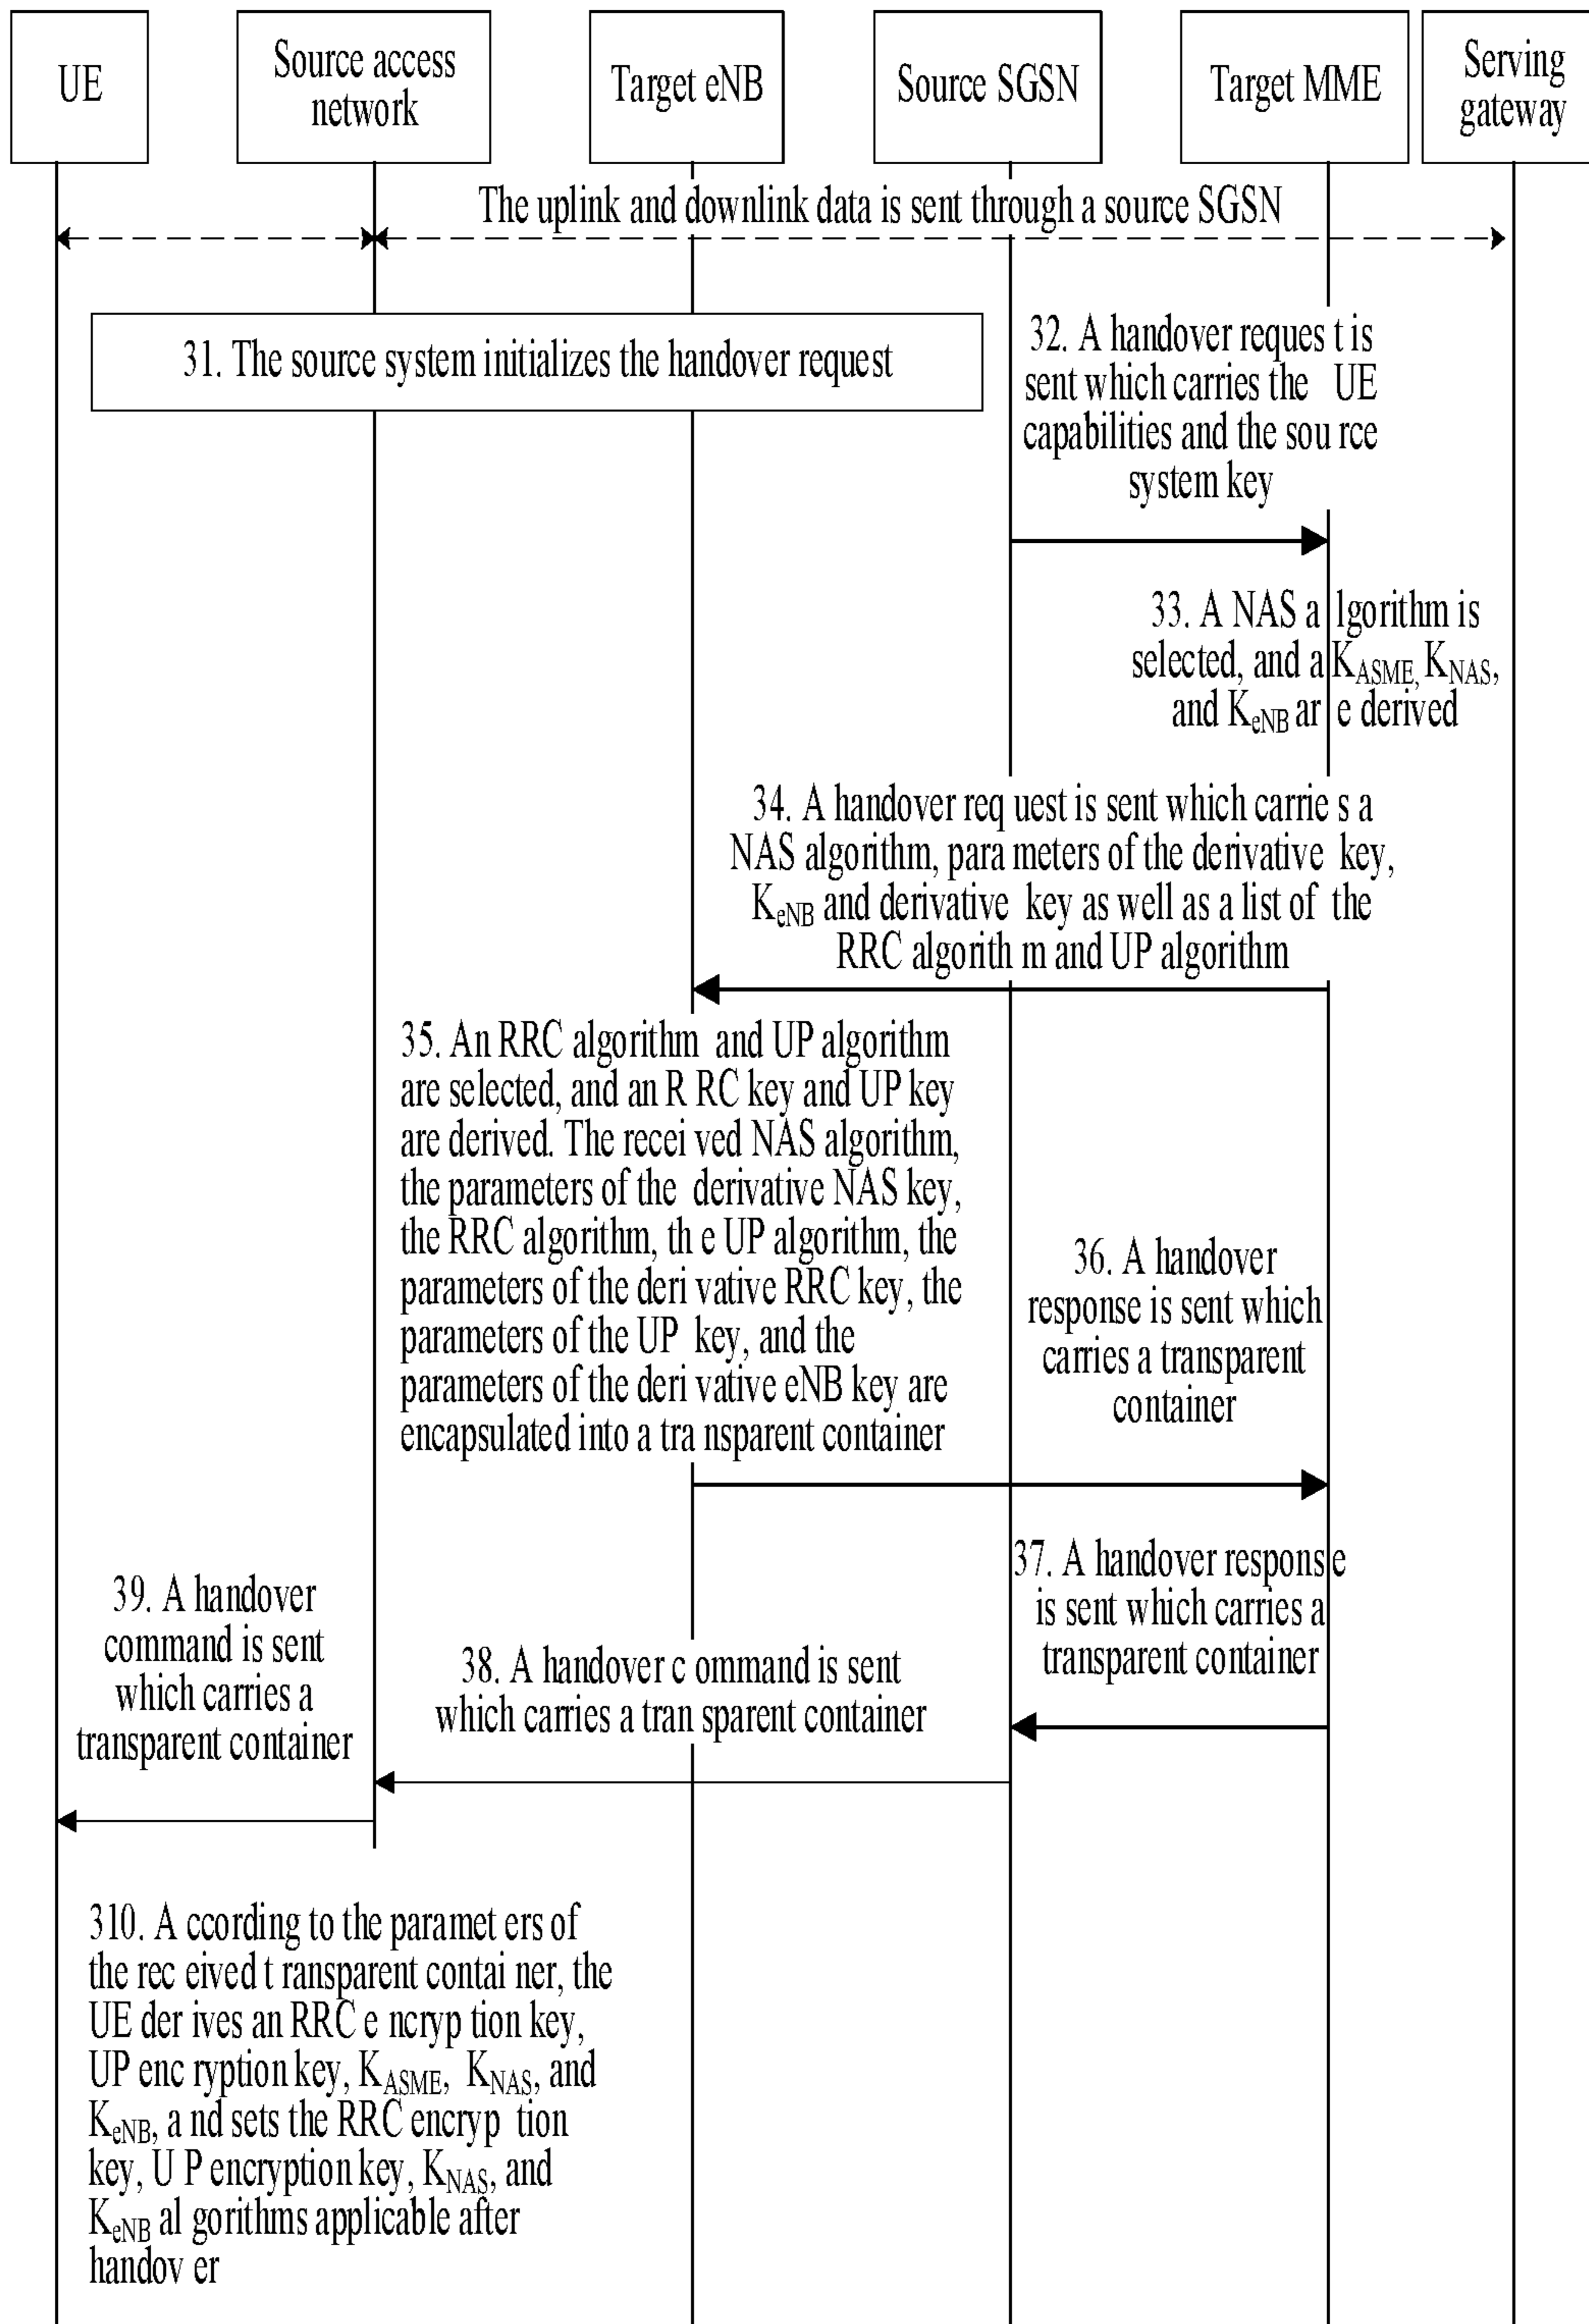 UE
Source access
network
Target eNB
Source SGSN
Target MME
Serving
gateway
The uplink and downlink data is sent through a source SGSN
31. The source system initializes the handover request
32. A handover reques t is
sent which carries the UE
capabilities and the sou rce
system key
33. A NAS a lgorithm is
selected, and a KASME, KNAS,
and KeNB ar e derived
34. A handover req uest is sent which carrie s a
NAS algorithm, para meters of the derivative key,
KeNB and derivative key as well as a list of the
RRC algorith m and UP algorithm
35. An RRC algorithm and UP algorithm
are selected, and an R RC key and UP key
are derived. The recei ved NAS algorithm,
the parameters of the derivative NAS key,
the RRC algorithm, th e UP algorithm, the
parameters of the deri vative RRC key, the
parameters of the UP key, and the
parameters of the deri vative eNB key are
encapsulated into a tra nsparent container
36. A handover
response is sent which
carries a transparent
container
37. A handover response
is sent which carries a
transparent container
38. A handover c ommand is sent
which carries a tran sparent container
39. A handover
command is sent
which carries a
transparent container
310. A ccording to the paramet ers of
the rec eived t ransparent contai ner, the
UE der ives an RRC e ncryp tion key,
UP enc ryption key, KASME, KNAS, and
KeNB, a nd sets the RRC encryp tion
key, U P encryption key, KNAS, and
KeNB al gorithms applicable after
handov er